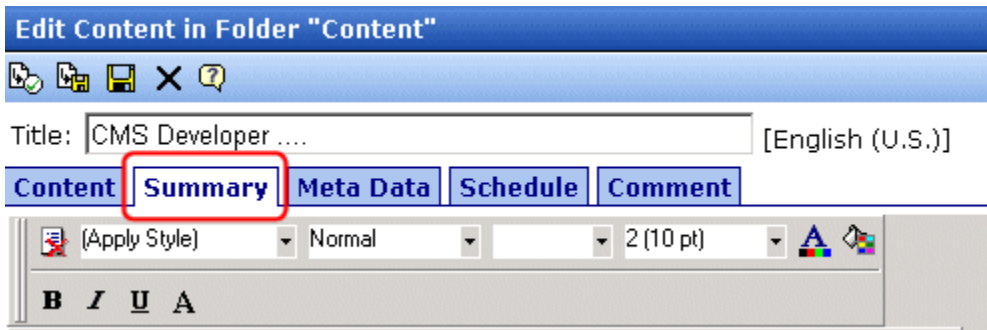 Edit Content in Folder "Content"
Title: CMS Developer .... [English (U.S.)]
Content Summary Meta Data Schedule Comment
(Apply Style) Normal 2 (10 pt) A
B I U A